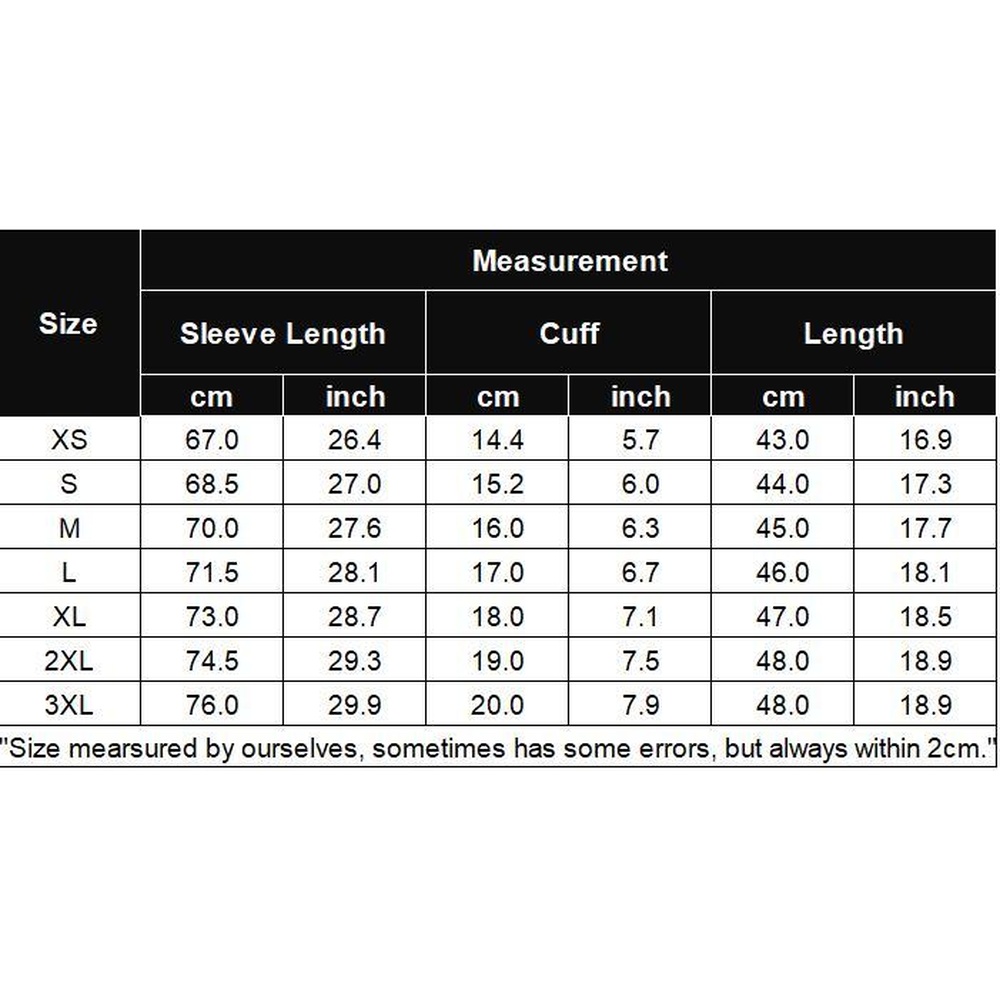 Measurement
Size
Sleeve Length Cuff Length
cm inch cm inch cm inch
XS 67.0 26.4 14.4 5.7 43.0 16.9
S 68.5 27.0 15.2 6.0 44.0 17.3
M 70.0 27.6 16.0 6.3 45.0 17.7
L 71.5 28.1 17.0 6.7 46.0 18.1
XL 73.0 28.7 18.0 7.1 47.0 18.5
2XL 74.5 29.3 19.0 7.5 48.0 18.9
3XL 76.0 29.9 20.0 7.9 48.0 18.9
"Size mearsured by ourselves, sometimes has some errors, but always within 2cm."